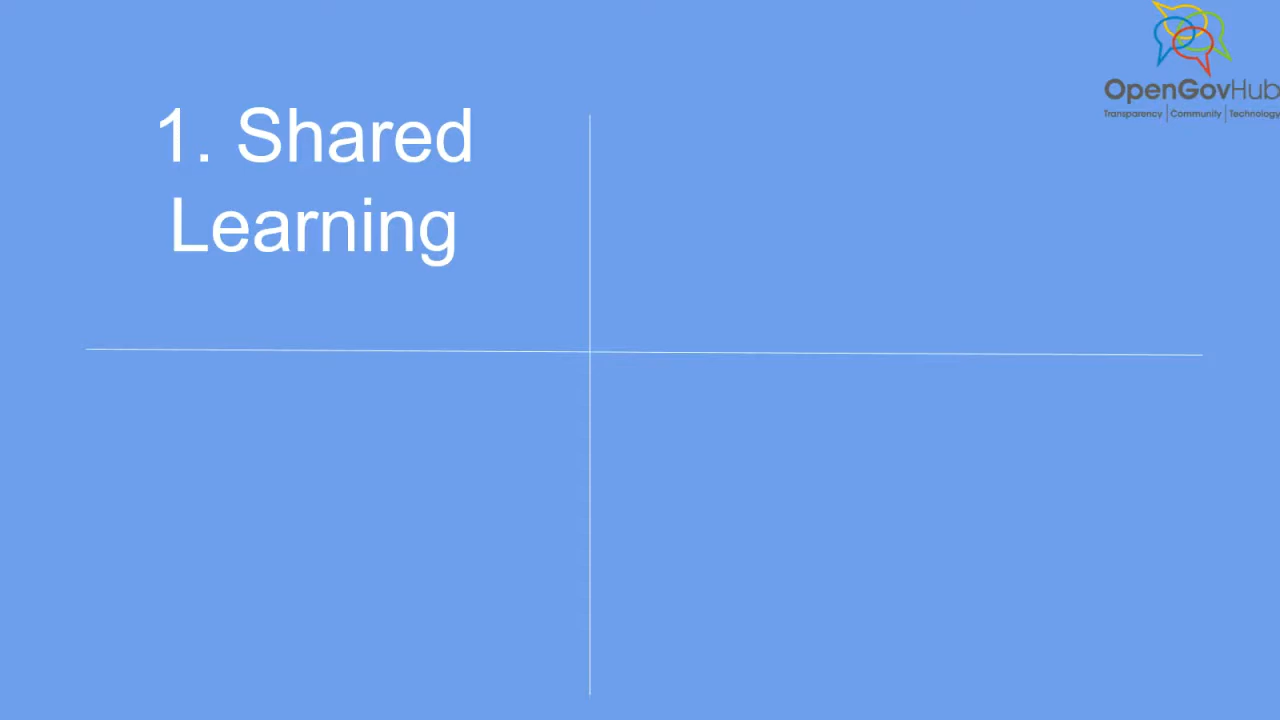 OpenGovHub
Transparency | Community | Technology
1. Shared
Learning